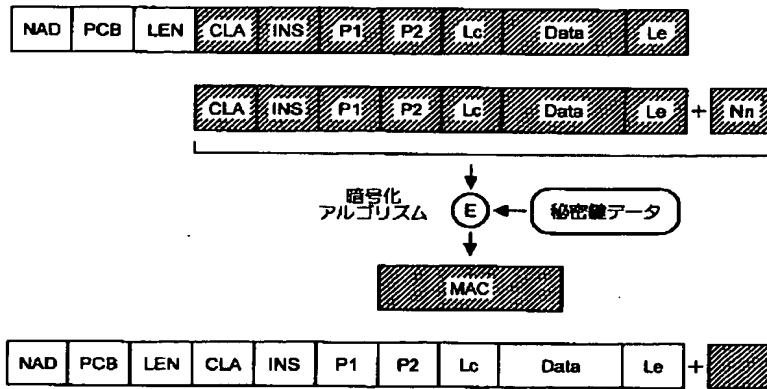 NAD PCB LEN CLA INS P1 P2 Lc Data Le
CLA INS P1 P2 Lc Data Le + Nn
暗号化
アルゴリズム
E
秘密鍵データ
MAC
NAD PCB LEN CLA INS P1 P2 Lc Data Le +